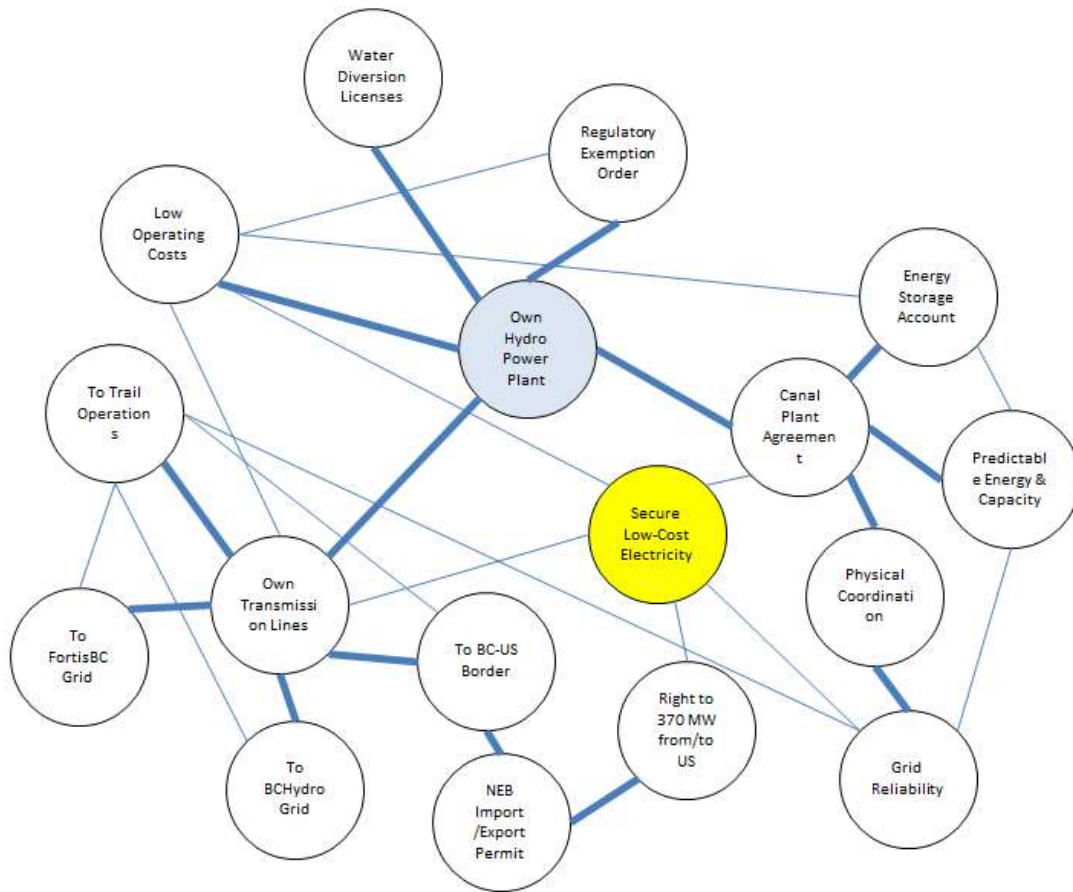 Water
Diversion
Licenses
Regulatory
Exemption
Order
Low
Operating
Costs
Energy
Storage
Account
Own
Hydro
Power
Plant
To Trail
Operation
s
Canal
Plant
Agreemen
t
Predictabl
e Energy &
Capacity
Secure
Low-Cost
Electricity
Physical
Coordinati
on
Own
Transmissi
on Lines
To
FortisBC
Grid
To BC-US
Border
Right to
370 MW
from/to
US
Grid
Reliability
To
BCHydro
Grid
NEB
Import
/Export
Permit